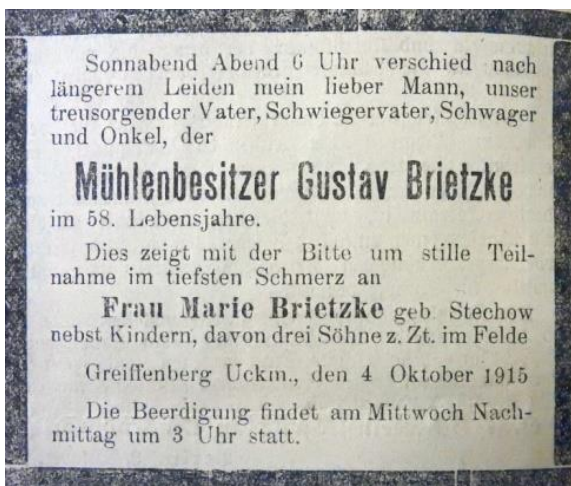 Sonnabend Abend 6 Uhr verschied nach
längerem Leiden mein lieber Mann, unser
treusorgender Vater, Schwiegervater, Schwager
und Onkel, der
Mühlenbesitzer Gustav Brietzke
im 58. Lebensjahre.
Dies zeigt mit der Bitte um stille Teil-
nahme im tiefsten Schmerz an
Frau Marie Brietzke geb. Stechow
nebst Kindern, davon drei Söhne z. Zt. im Felde
Greiffenberg Uckm., den 4 Oktober 1915
Die Beerdigung findet am Mittwoch Nach-
mittag um 3 Uhr statt.